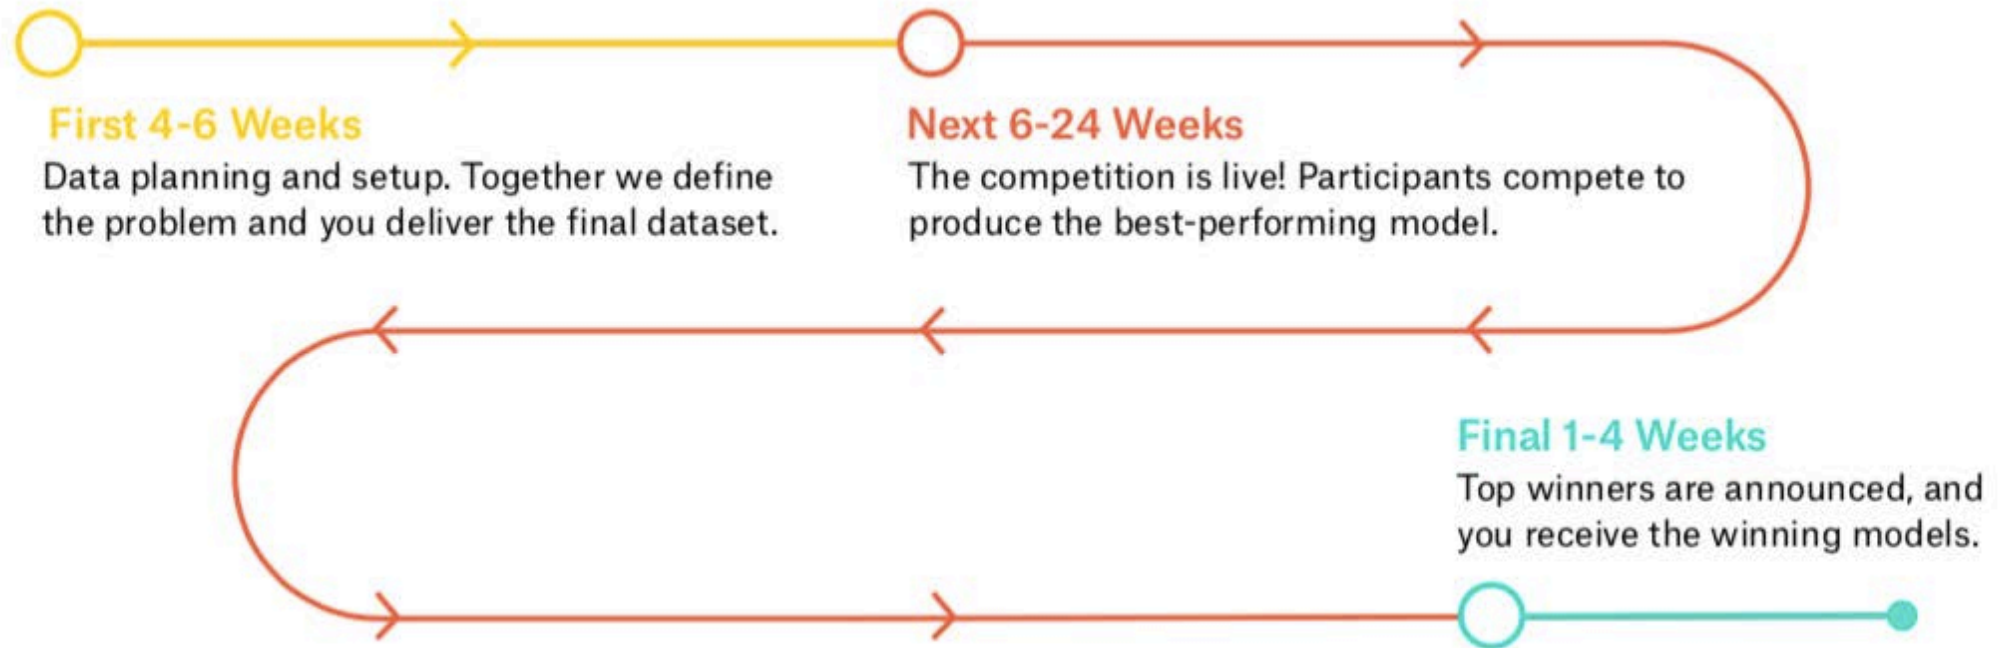 First 4-6 Weeks
Data planning and setup. Together we define
the problem and you deliver the final dataset.
Next 6-24 Weeks
The competition is live! Participants compete to
produce the best-performing model.
Final 1-4 Weeks
Top winners are announced, and
you receive the winning models.